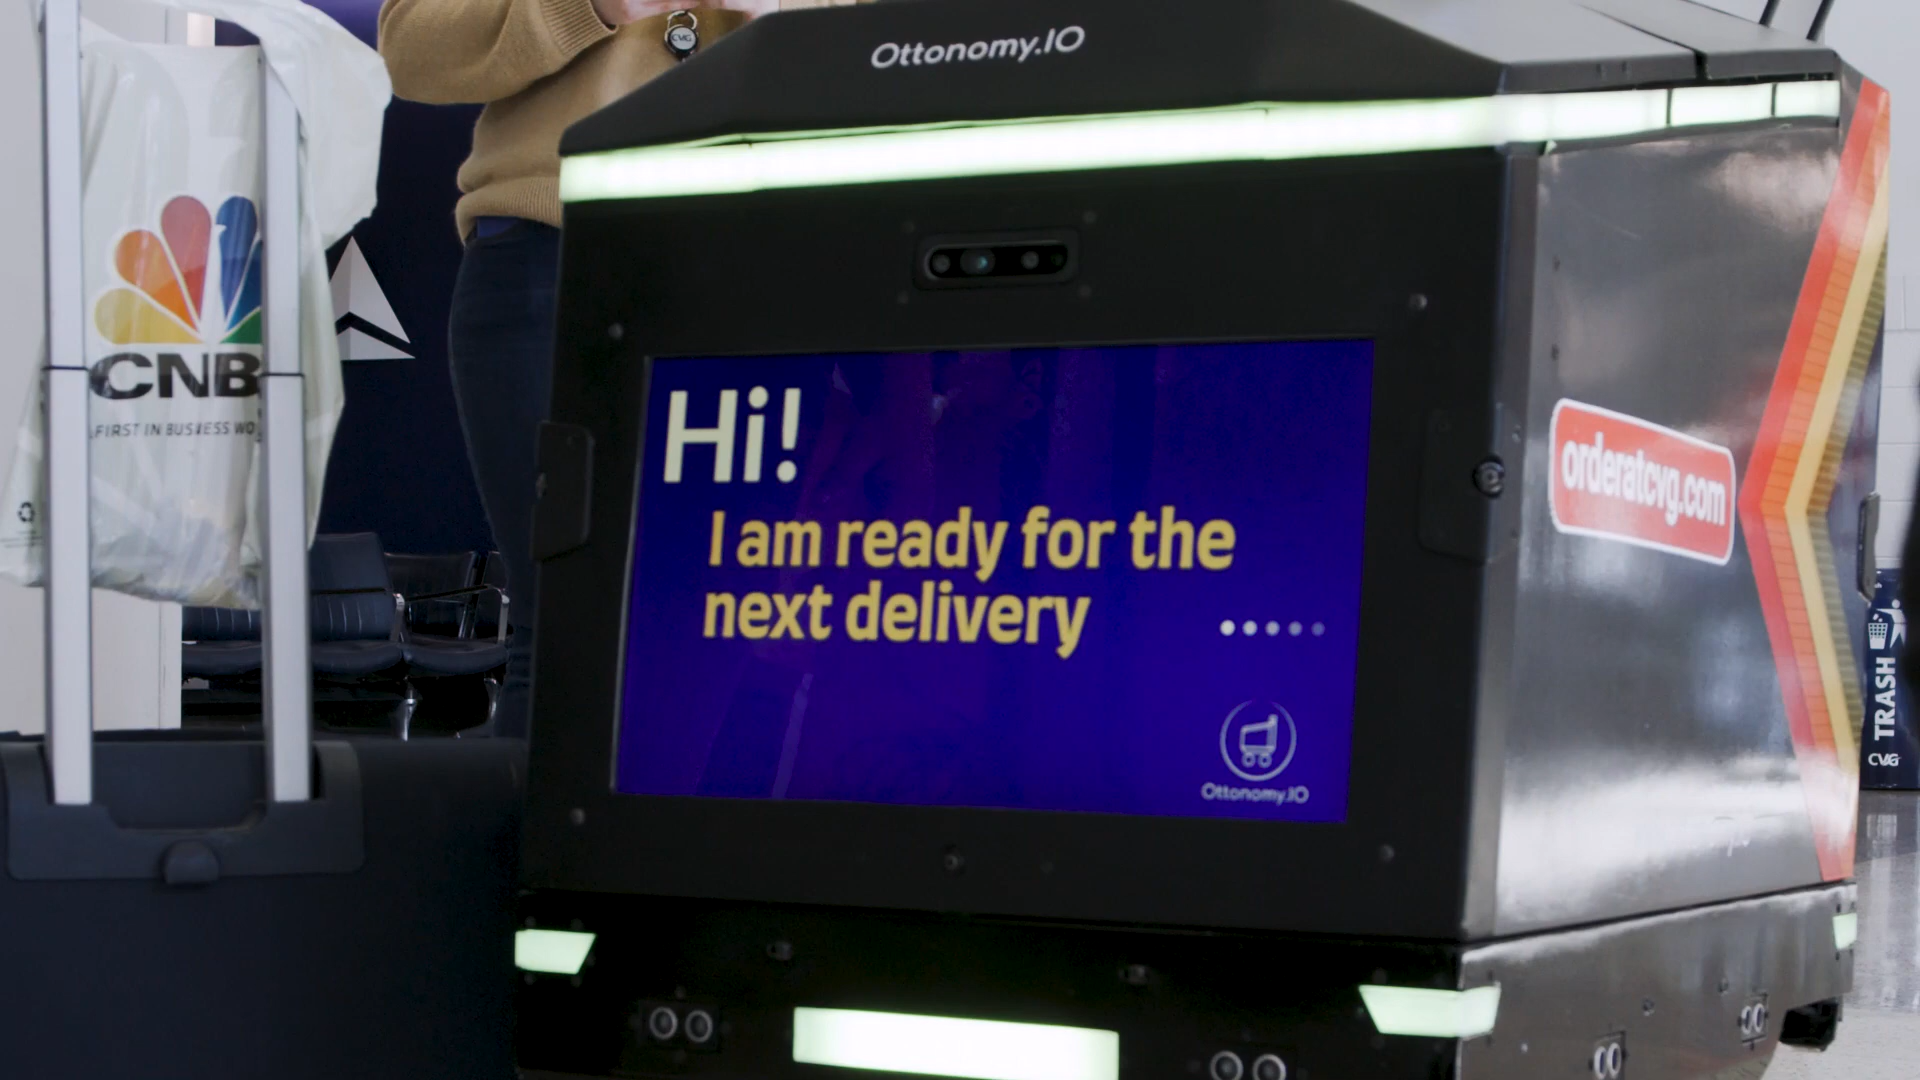 CVG
Ottonomy.IO
CNB
FIRST IN BUSINESS WO
Hi!
I am ready for the
next delivery
Ottonomy.IO
orderatcvg.com
TRASH
CVG